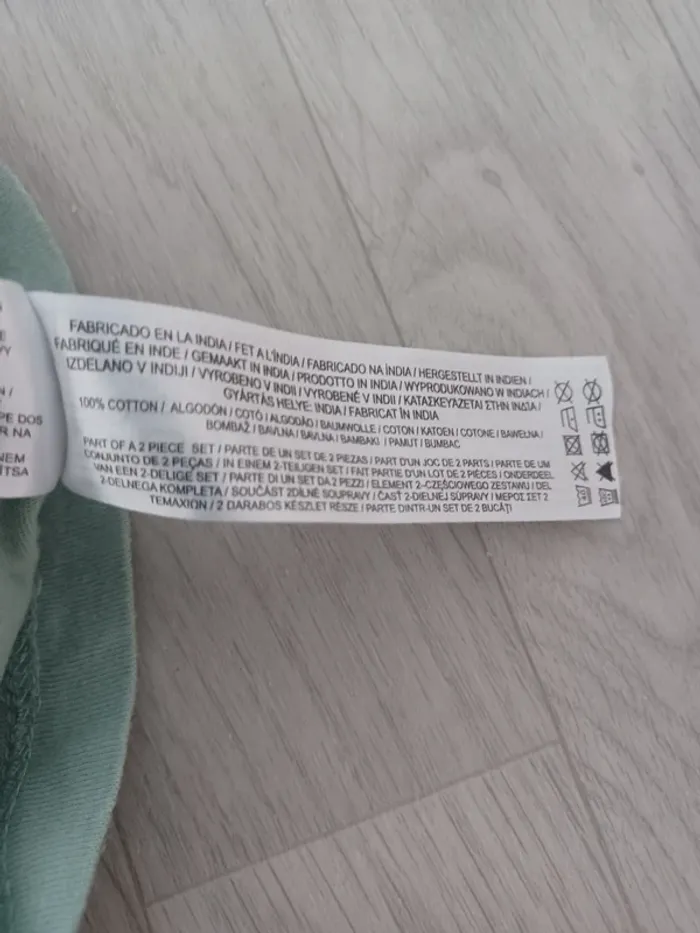 FABRICADO EN LA INDIA / FET A L'ÍNDIA / FABRICADO NA ÍNDIA / HERGESTELLT IN INDIEN /
FABRIQUÉ EN INDE / GEMAAKT IN INDIA / PRODOTTO IN INDIA / WYPRODUKOWANO W INDIACH /
IZDELANO V INDIJI / VYROBENO V INDII / VYROBENÉ V INDII / ΚΑΤΑΣΚΕΥΑΖΕΤΑΙ ΣΤΗΝ ΙΝΔΙΑ /
GYÁRTÁS HELYE: INDIA / FABRICAT ÎN INDIA
100% COTTON / ALGODÓN / COTÓ / ALGODÃO / BAUMWOLLE / COTON / KATOEN / COTONE / BAWEŁNA /
BOMBAŽ / BAVLNA / BAVLNA / ΒΑΜΒΑΚΙ / PAMUT / BUMBAC
PART OF A 2 PIECE SET / PARTE DE UN SET DE 2 PIEZAS / PART D'UN JOC DE 2 PARTS / PARTE DE UM
CONJUNTO DE 2 PEÇAS / IN EINEM 2-TEILIGEN SET / FAIT PARTIE D'UN LOT DE 2 PIÈCES / ONDERDEEL
VAN EEN 2-DELIGE SET / PARTE DI UN SET DA 2 PEZZI / ELEMENT 2-CZĘŚCIOWEGO ZESTAWU / DEL
2-DELNEGA KOMPLETA / SOUČÁST 2DÍLNÉ SOUPRAVY / ČASŤ 2-DIELNEJ SÚPRAVY / ΜΕΡΟΣ ΣΕΤ 2
ΤΕΜΑΧΙΩΝ / 2 DARABOS KÉSZLET RÉSZE / PARTE DINTR-UN SET DE 2 BUCĂȚI
PE DOS
R NA
NEM
ÍTSA